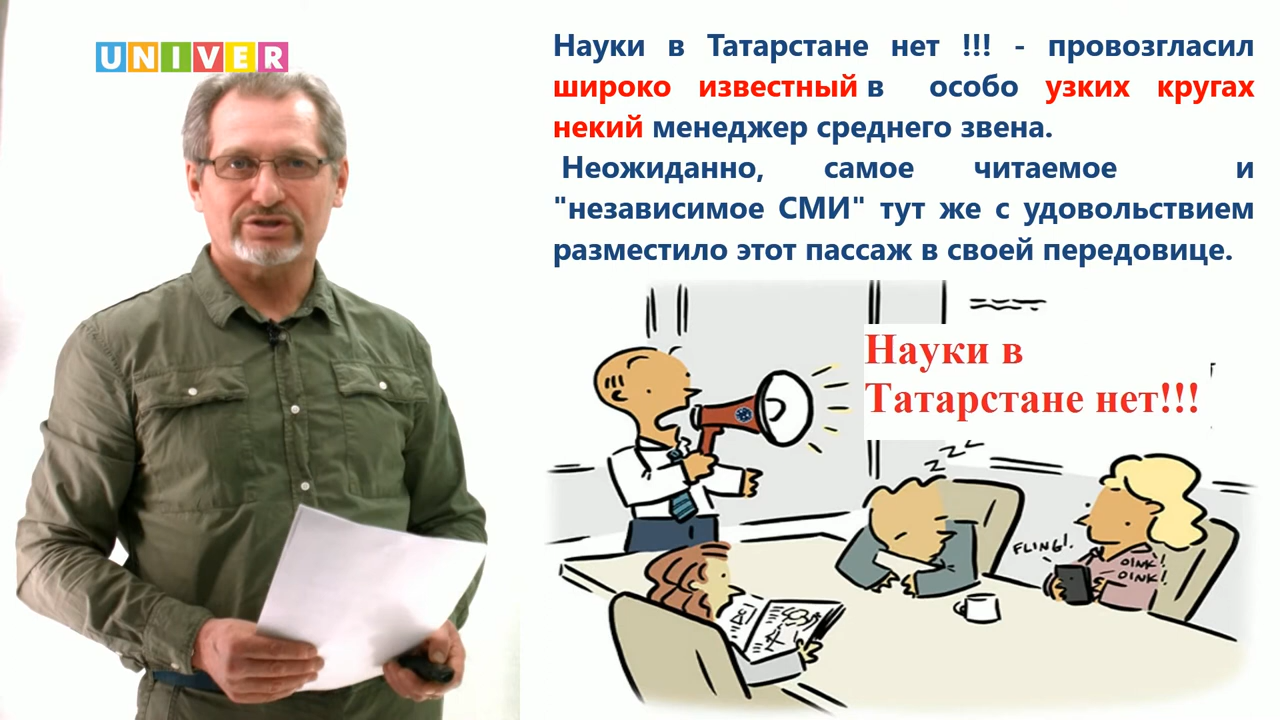 UNIVER
Науки в Татарстане нет !!! - провозгласил
широко известный в особо узких кругах
некий менеджер среднего звена.
Неожиданно, самое читаемое и
"независимое СМИ" тут же с удовольствием
разместило этот пассаж в своей передовице.
Науки в
Татарстане нет!!!
ZZZZ
FLING!
OINK!
OINK!